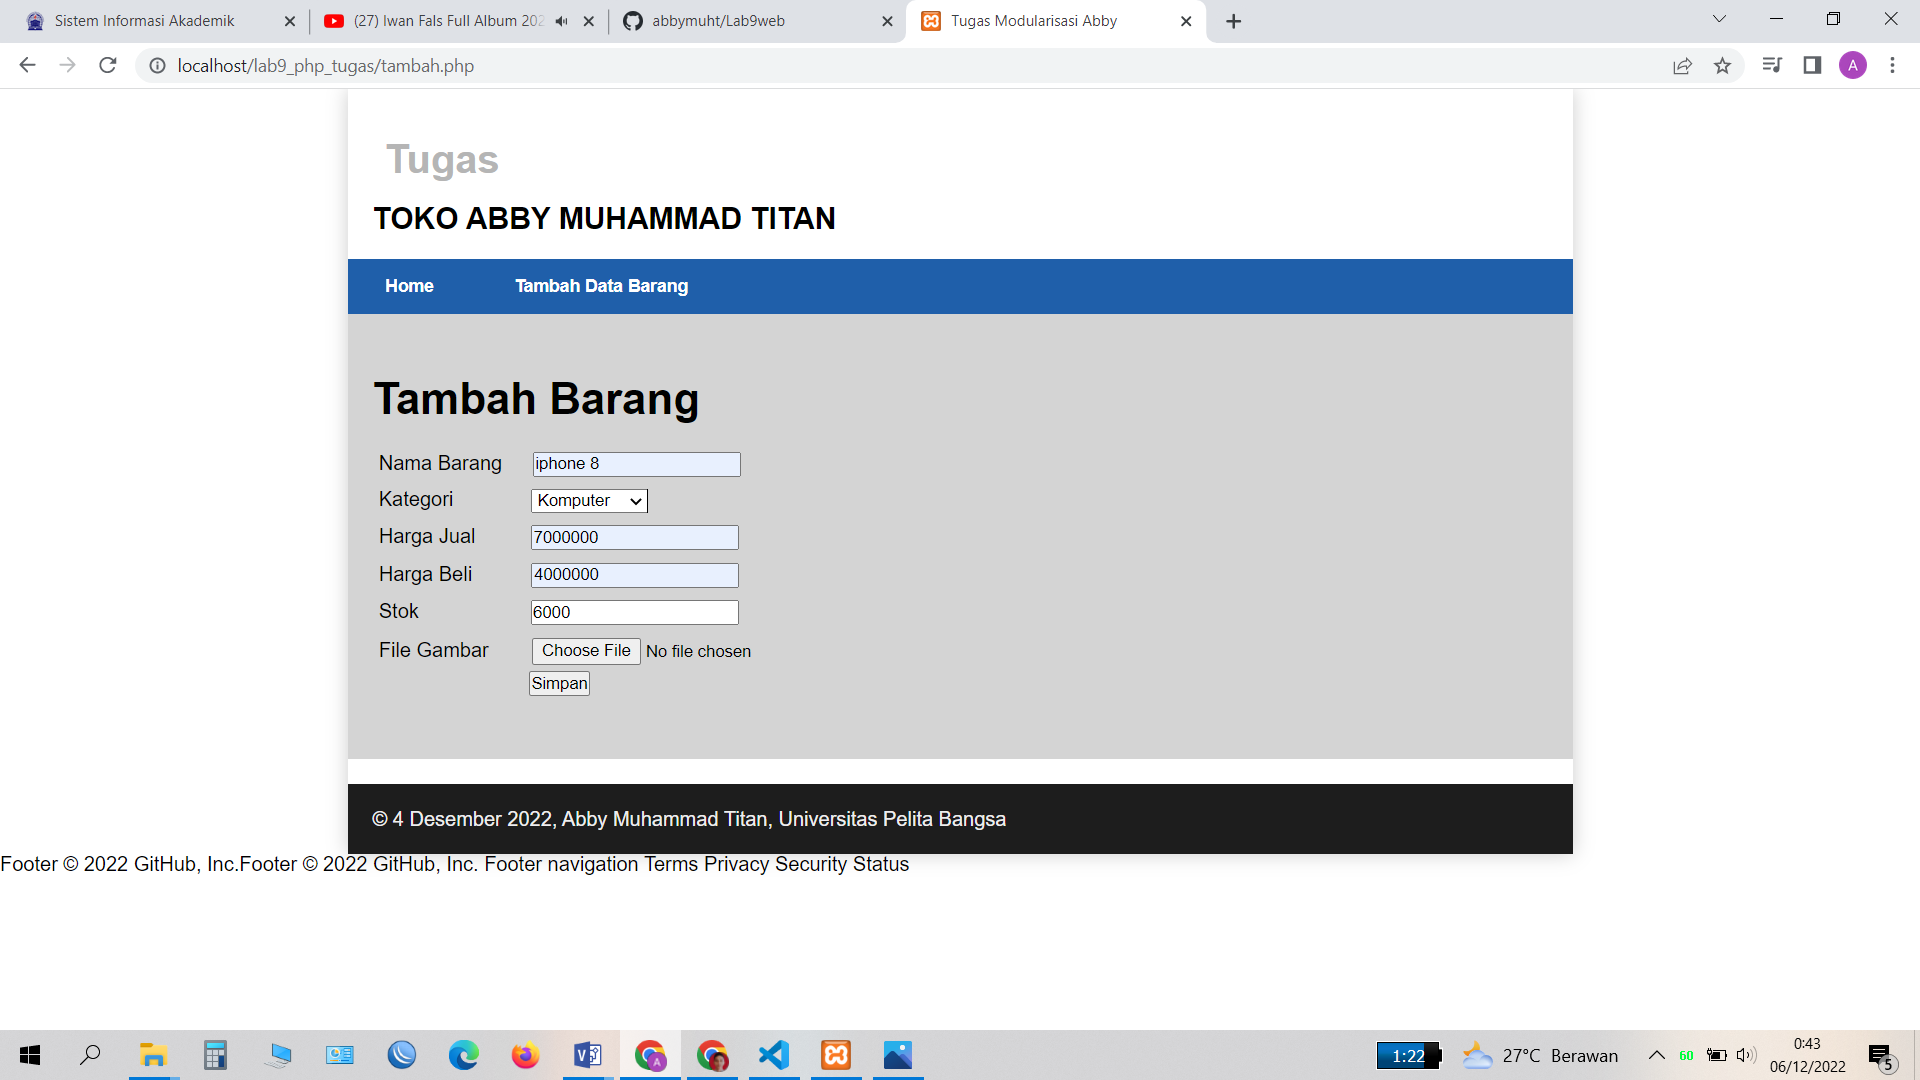 Sistem Informasi Akademik
(27) Iwan Fals Full Album 202
abbymuht/Lab9web
Tugas Modularisasi Abby
localhost/lab9_php_tugas/tambah.php
A
Tugas
TOKO ABBY MUHAMMAD TITAN
Home Tambah Data Barang
Tambah Barang
Nama Barang iphone 8
Kategori Komputer
Harga Jual 7000000
Harga Beli 4000000
Stok 6000
File Gambar Choose File No file chosen
Simpan
© 4 Desember 2022, Abby Muhammad Titan, Universitas Pelita Bangsa
Footer © 2022 GitHub, Inc.Footer © 2022 GitHub, Inc. Footer navigation Terms Privacy Security Status
1:22
27°C Berawan
60
0:43
06/12/2022
5